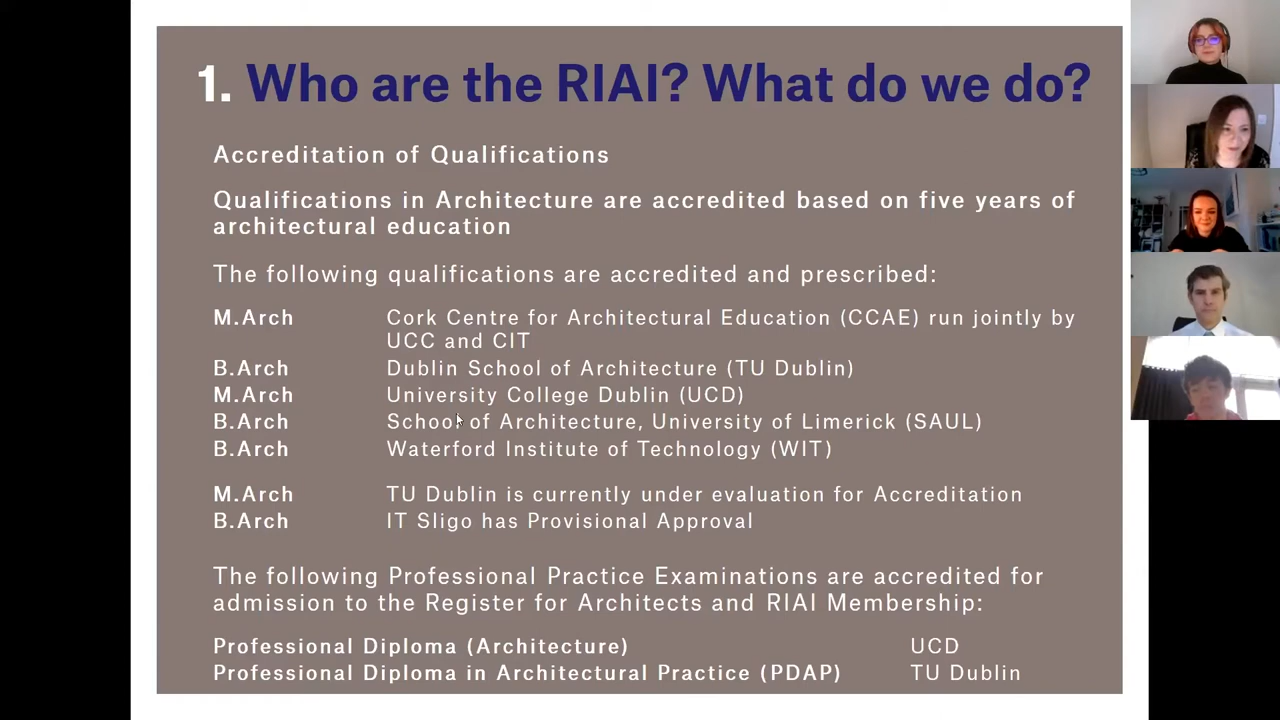 1. Who are the RIAI? What do we do?
Accreditation of Qualifications
Qualifications in Architecture are accredited based on five years of
architectural education
The following qualifications are accredited and prescribed:
M.Arch Cork Centre for Architectural Education (CCAE) run jointly by
UCC and CIT
B.Arch Dublin School of Architecture (TU Dublin)
M.Arch University College Dublin (UCD)
B.Arch School of Architecture, University of Limerick (SAUL)
B.Arch Waterford Institute of Technology (WIT)
M.Arch TU Dublin is currently under evaluation for Accreditation
B.Arch IT Sligo has Provisional Approval
The following Professional Practice Examinations are accredited for
admission to the Register for Architects and RIAI Membership:
Professional Diploma (Architecture) UCD
Professional Diploma in Architectural Practice (PDAP) TU Dublin